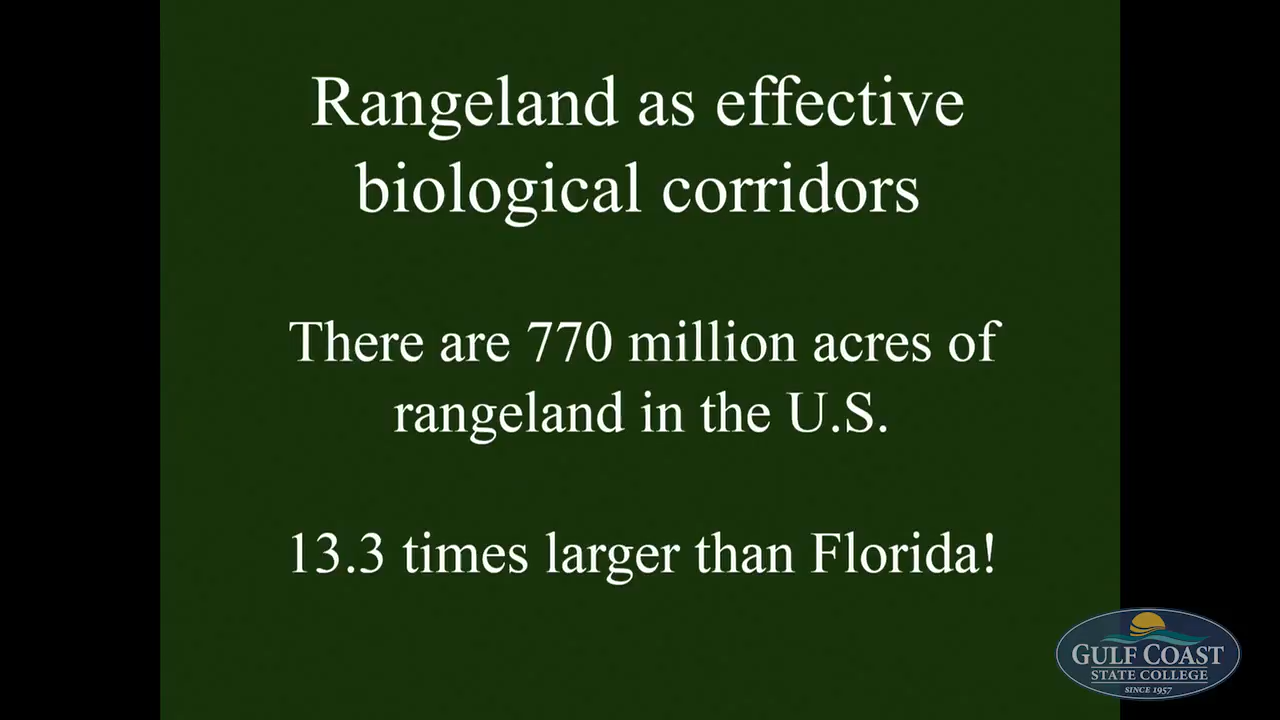 Rangeland as effective
biological corridors
There are 770 million acres of
rangeland in the U.S.
13.3 times larger than Florida!
GULF COAST
STATE COLLEGE
SINCE 1957